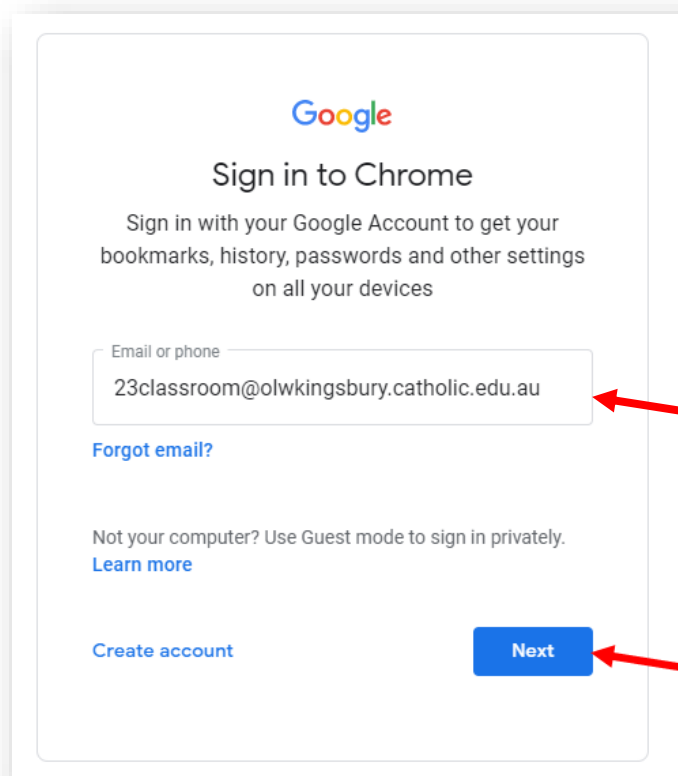 Google
Sign in to Chrome
Sign in with your Google Account to get your
bookmarks, history, passwords and other settings
on all your devices
Email or phone
23classroom@olwkingsbury.catholic.edu.au
Forgot email?
Not your computer? Use Guest mode to sign in privately.
Learn more
Create account
Next